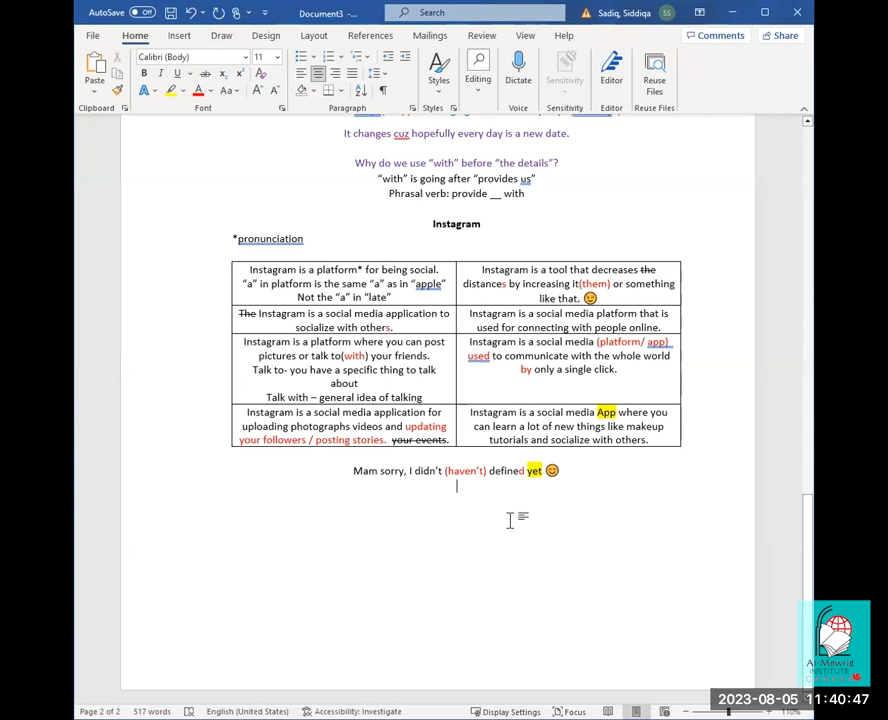 AutoSave Off Document3 -... Search Sadiq, Siddiqa SS
File Home Insert Draw Design Layout References Mailings Review View Help Comments Share
Calibri (Body) 11
Paste Styles Editing Dictate Sensitivity Editor Reuse Files
Clipboard Font Paragraph Styles Voice Sensitivity Editor Reuse Files
It changes cuz hopefully every day is a new date.
Why do we use “with” before “the details”?
“with” is going after “provides us”
Phrasal verb: provide __ with
Instagram
*pronunciation
Instagram is a platform* for being social.
“a” in platform is the same “a” as in “apple”
Not the “a” in “late”
Instagram is a tool that decreases the
distances by increasing it(them) or something
like that. 😉
The Instagram is a social media application to
socialize with others.
Instagram is a social media platform that is
used for connecting with people online.
Instagram is a platform where you can post
pictures or talk to(with) your friends.
Talk to- you have a specific thing to talk
about
Talk with – general idea of talking
Instagram is a social media (platform/ app)
used to communicate with the whole world
by only a single click.
Instagram is a social media application for
uploading photographs videos and updating
your followers / posting stories. your events.
Instagram is a social media App where you
can learn a lot of new things like makeup
tutorials and socialize with others.
Mam sorry, I didn’t (haven’t) defined yet 😊
Al-Mawrid
INSTITUTE
CANADA
2023-08-05 11:40:47
Page 2 of 2 517 words English (United States) Accessibility: Investigate Display Settings Focus 110%